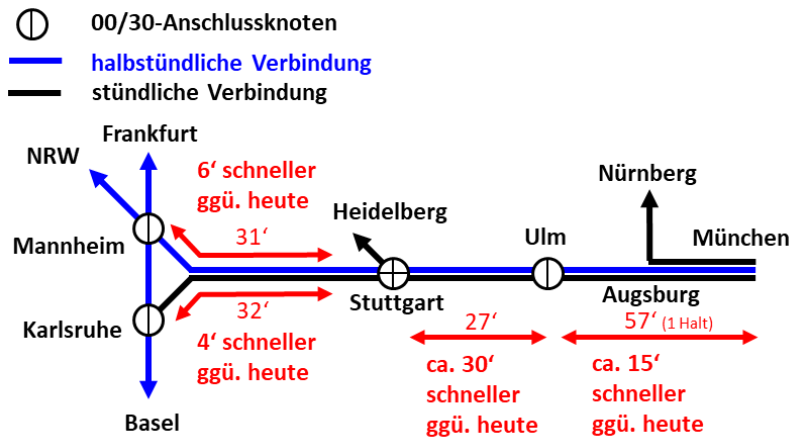 00/30-Anschlussknoten
halbstündliche Verbindung
stündliche Verbindung
Frankfurt
NRW
6‘ schneller
ggü. heute
Nürnberg
Heidelberg
Mannheim
31‘
Ulm
München
Stuttgart
Augsburg
Karlsruhe
32‘
27‘
57‘ (1 Halt)
4‘ schneller
ggü. heute
ca. 30‘
schneller
ggü. heute
ca. 15‘
schneller
ggü. heute
Basel